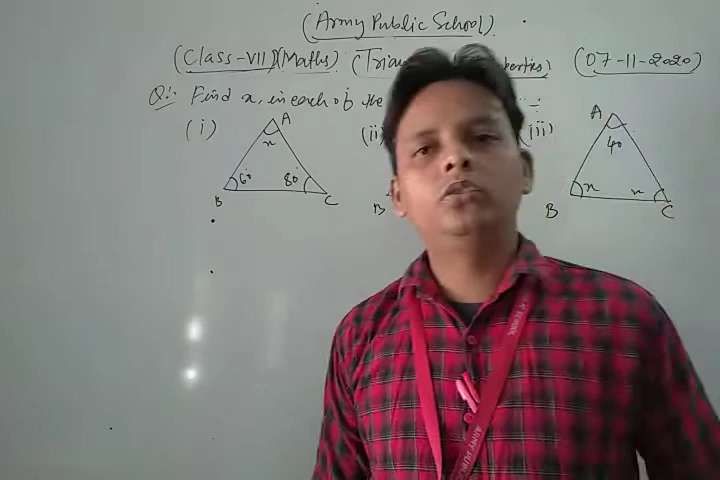 (Army Public School)
(Class-VII)(Maths) (07-11-2020)
Q:- Find x, in each of the
(i) (ii) (iii)
A A
x 40
60 80 x x
B C B B C